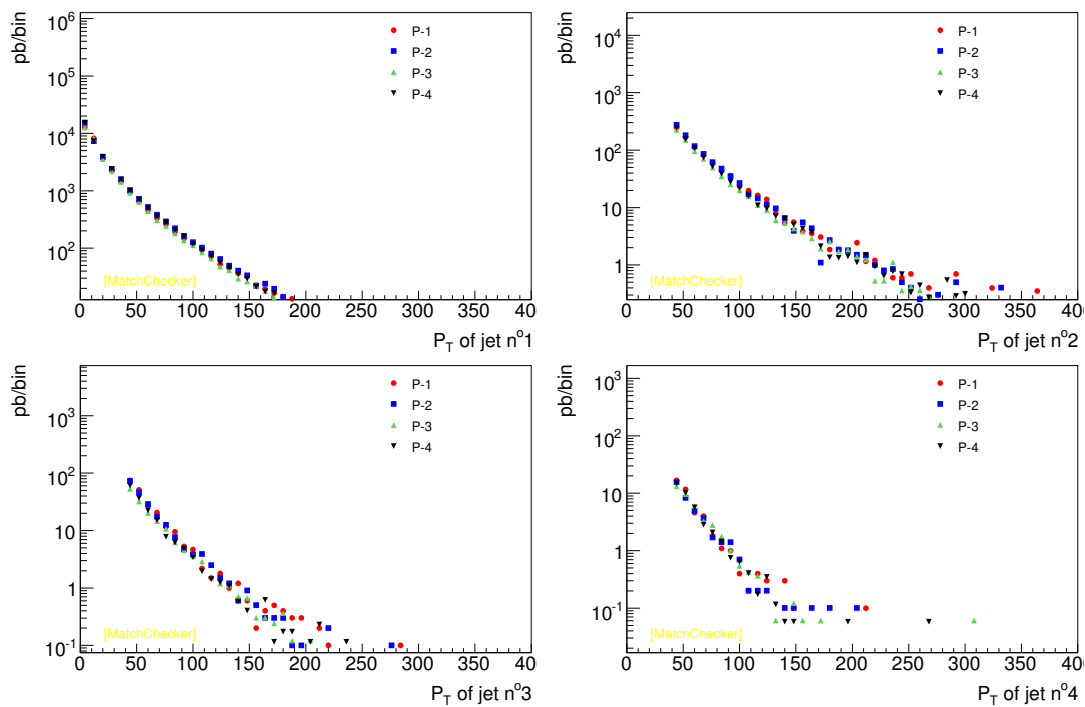 pb/bin
10^6
10^5
10^4
10^3
10^2
P-1
P-2
P-3
P-4
[MatchChecker]
0 50 100 150 200 250 300 350 400
P_T of jet n^o1
pb/bin
10^4
10^3
10^2
10
1
P-1
P-2
P-3
P-4
[MatchChecker]
0 50 100 150 200 250 300 350 400
P_T of jet n^o2
pb/bin
10^3
10^2
10
1
10^-1
P-1
P-2
P-3
P-4
[MatchChecker]
0 50 100 150 200 250 300 350 400
P_T of jet n^o3
pb/bin
10^3
10^2
10
1
10^-1
P-1
P-2
P-3
P-4
[MatchChecker]
0 50 100 150 200 250 300 350 400
P_T of jet n^o4